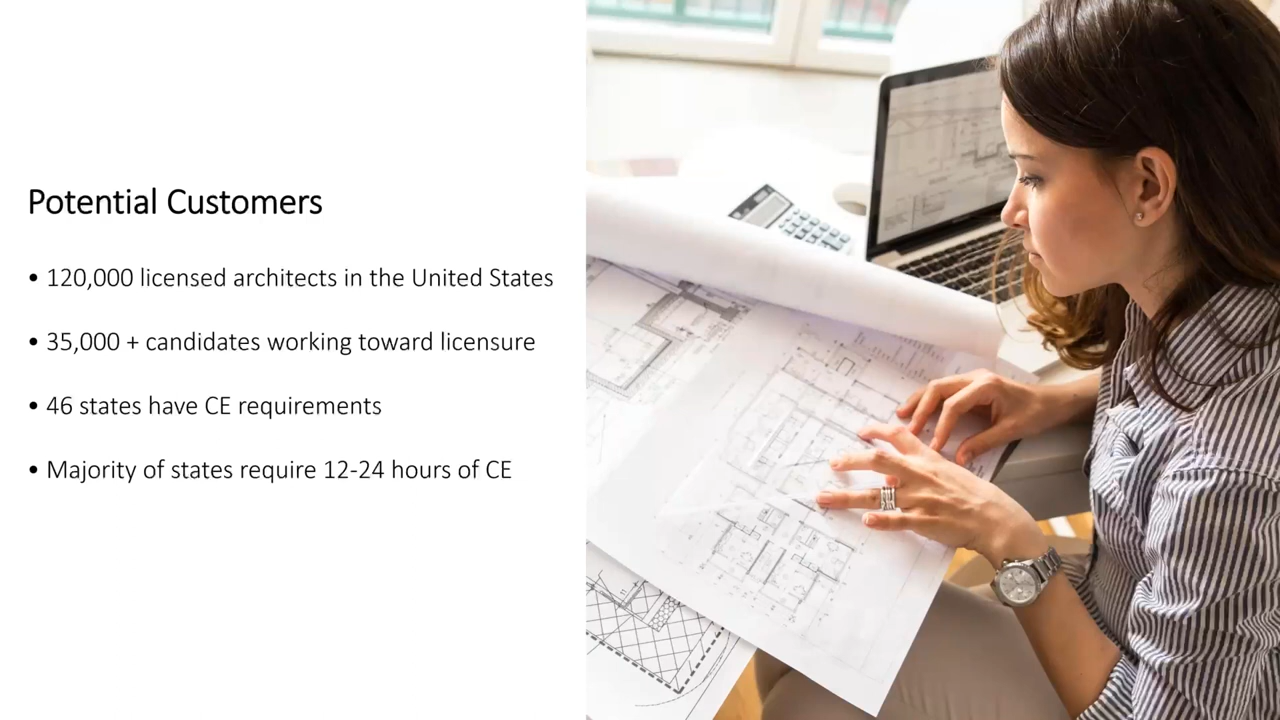 Potential Customers
• 120,000 licensed architects in the United States
• 35,000 + candidates working toward licensure
• 46 states have CE requirements
• Majority of states require 12-24 hours of CE